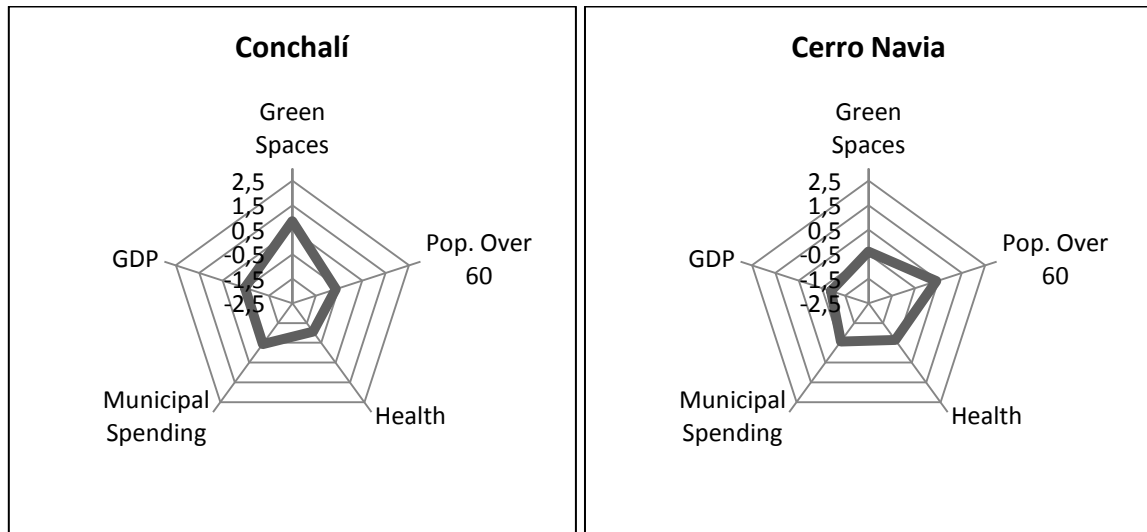 Conchalí
Green
Spaces
2,5
1,5
0,5
-0,5
-1,5
-2,5
GDP
Pop. Over
60
Municipal
Spending
Health
Cerro Navia
Green
Spaces
2,5
1,5
0,5
-0,5
-1,5
-2,5
GDP
Pop. Over
60
Municipal
Spending
Health